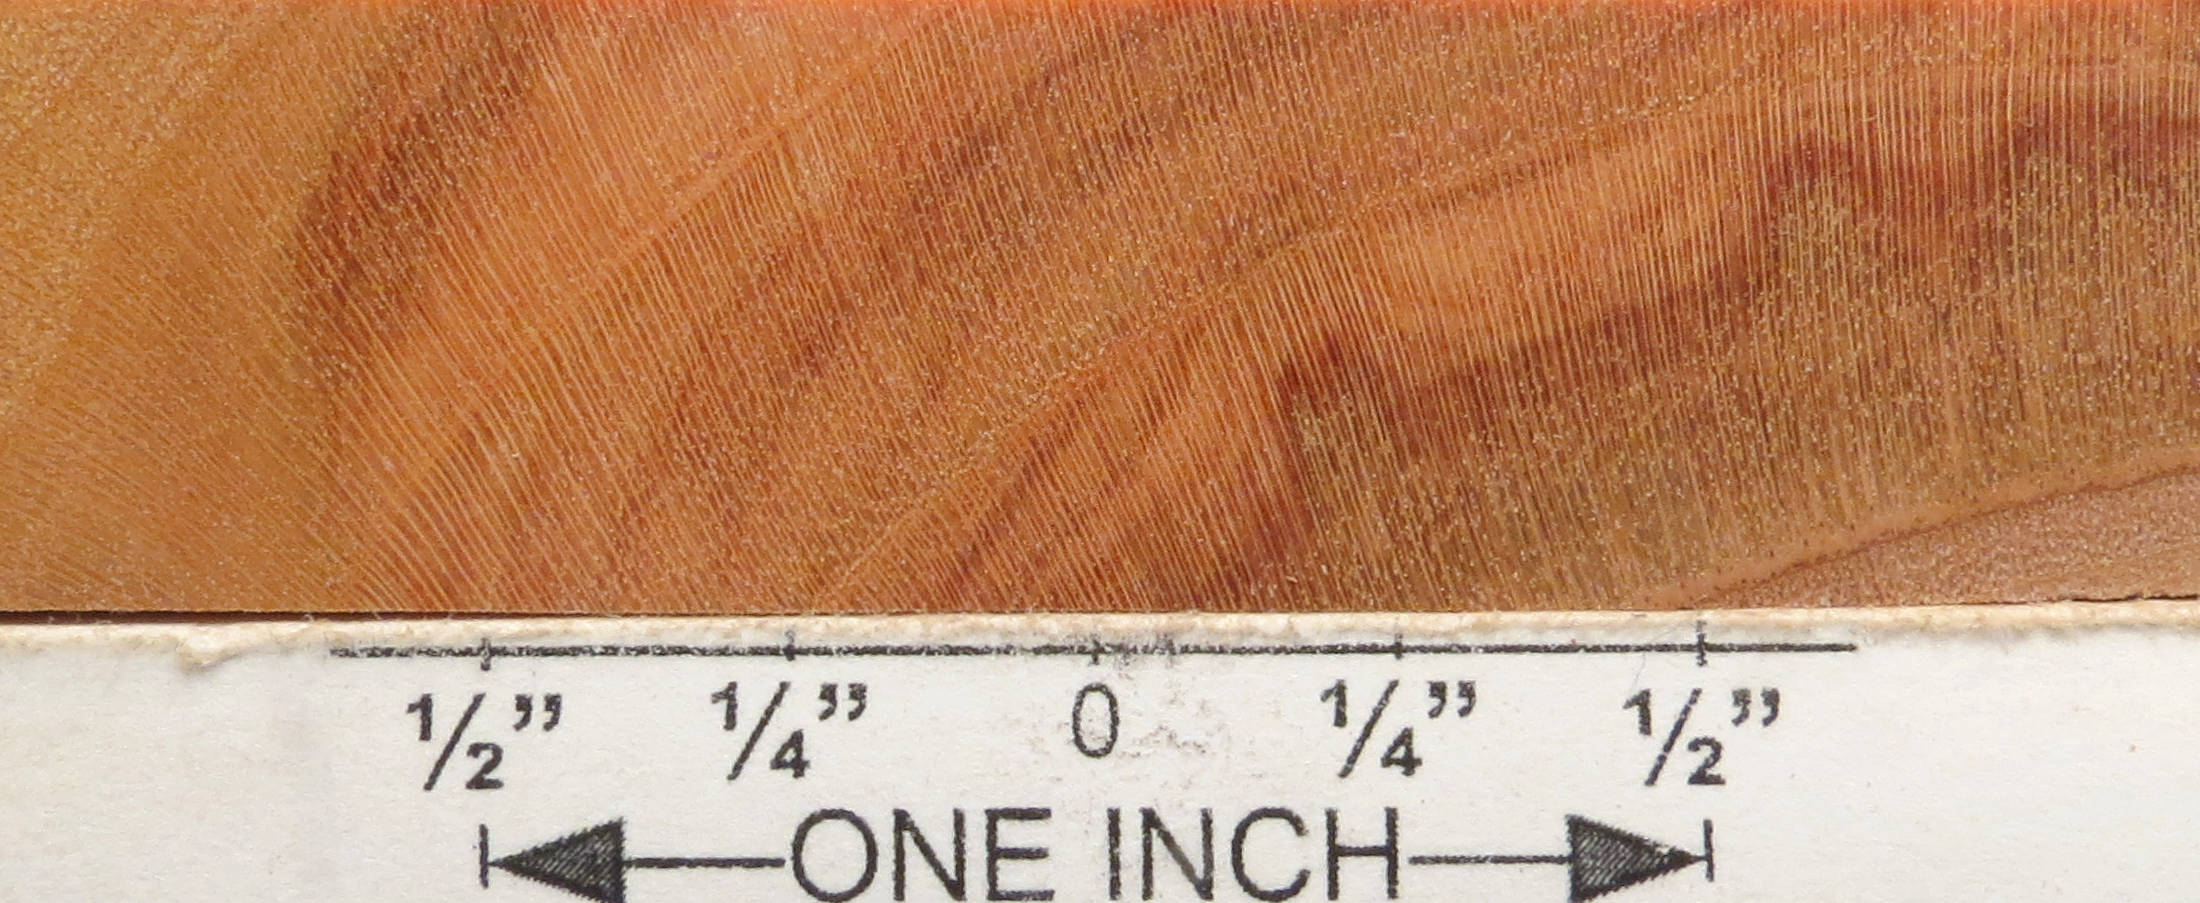 1/2” 1/4” 0 1/4” 1/2”
ONE INCH